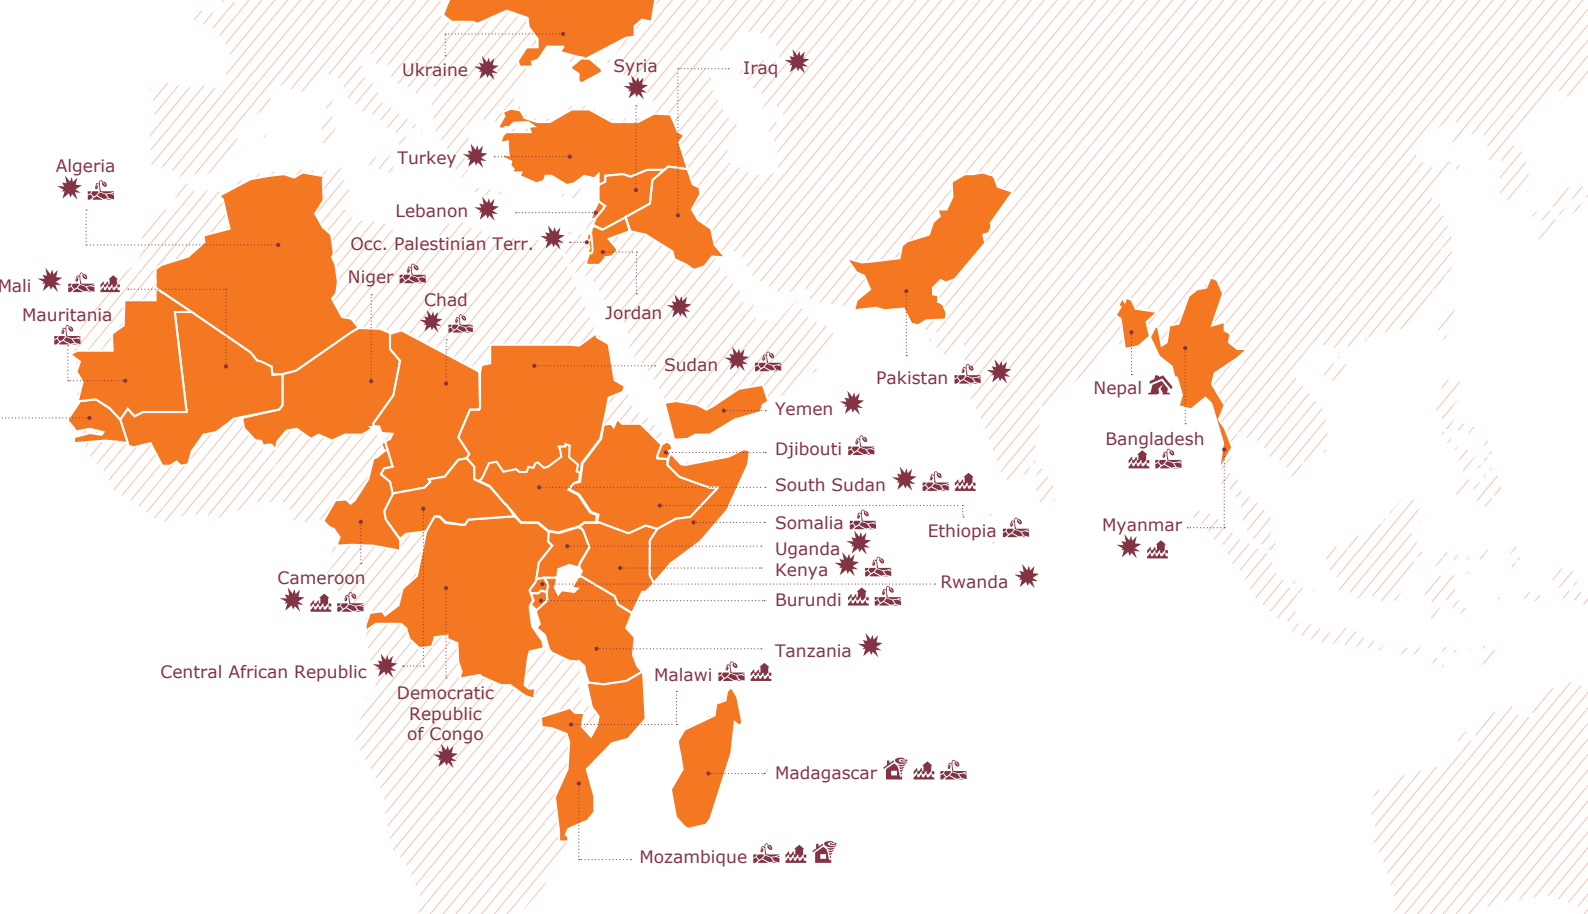 Ukraine
Syria
Iraq
Turkey
Algeria
Lebanon
Occ. Palestinian Terr.
Niger
Mali
Chad
Jordan
Mauritania
Sudan
Pakistan
Nepal
Yemen
Bangladesh
Djibouti
South Sudan
Somalia
Ethiopia
Myanmar
Uganda
Kenya
Cameroon
Rwanda
Burundi
Tanzania
Central African Republic
Malawi
Democratic
Republic
of Congo
Madagascar
Mozambique